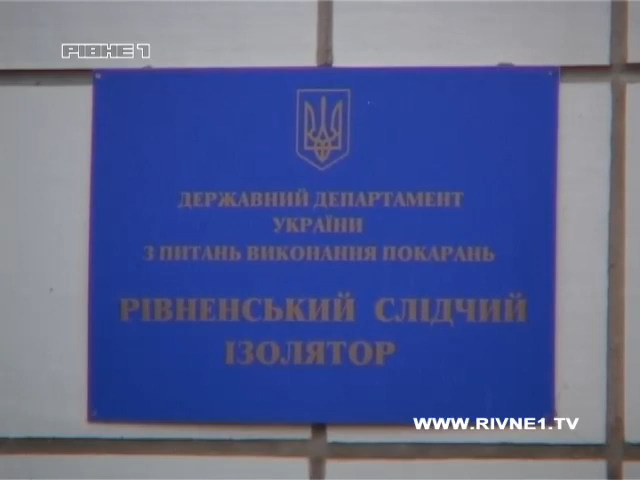 РІВНЕ 1
ДЕРЖАВНИЙ ДЕПАРТАМЕНТ
УКРАЇНИ
З ПИТАНЬ ВИКОНАННЯ ПОКАРАНЬ
РІВНЕНСЬКИЙ СЛІДЧИЙ
ІЗОЛЯТОР
WWW.RIVNE1.TV